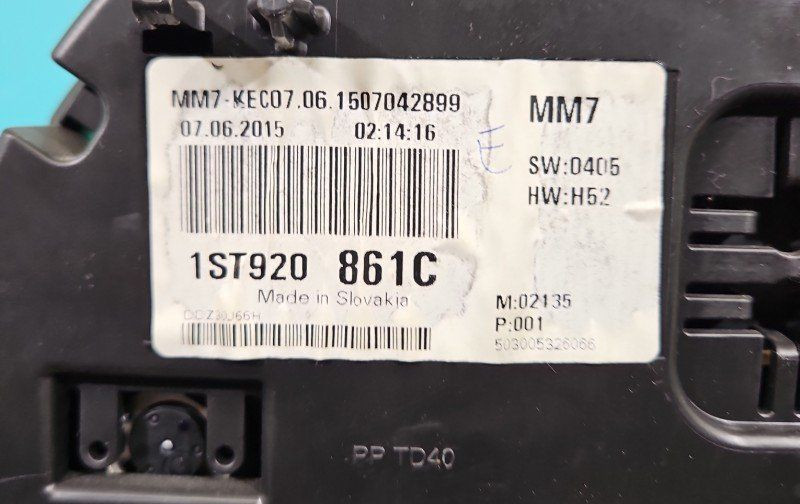 MM7-KEC07.06.1507042899
07.06.2015 02:14:16
MM7
SW:0405
HW:H52
1ST920 861C
Made in Slovakia
M:02135
P:001
503005326066
PP TD40